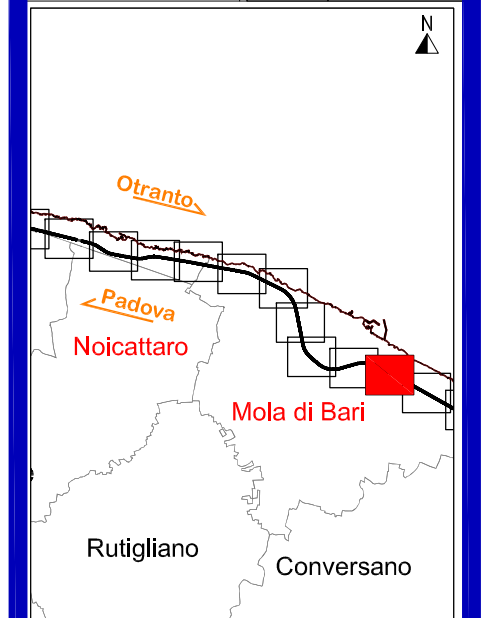 N
Otranto
Padova
Noicattaro
Mola di Bari
Rutigliano
Conversano